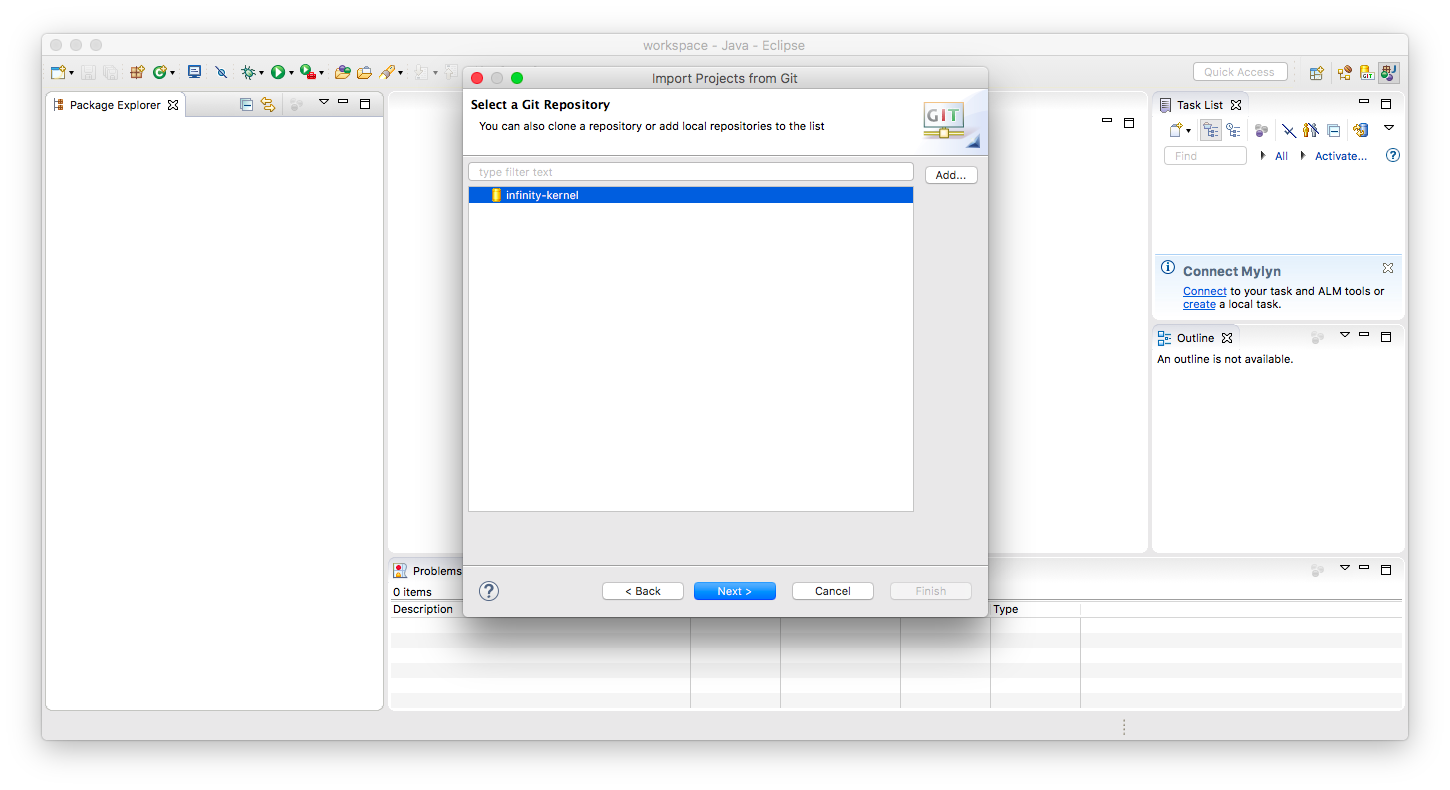 workspace - Java - Eclipse
Quick Access
Package Explorer
Import Projects from Git
Select a Git Repository
You can also clone a repository or add local repositories to the list
GIT
type filter text
Add...
infinity-kernel
< Back
Next >
Cancel
Finish
Task List
Find
All
Activate...
Connect Mylyn
Connect to your task and ALM tools or
create a local task.
Outline
An outline is not available.
Problems
0 items
Description
Type